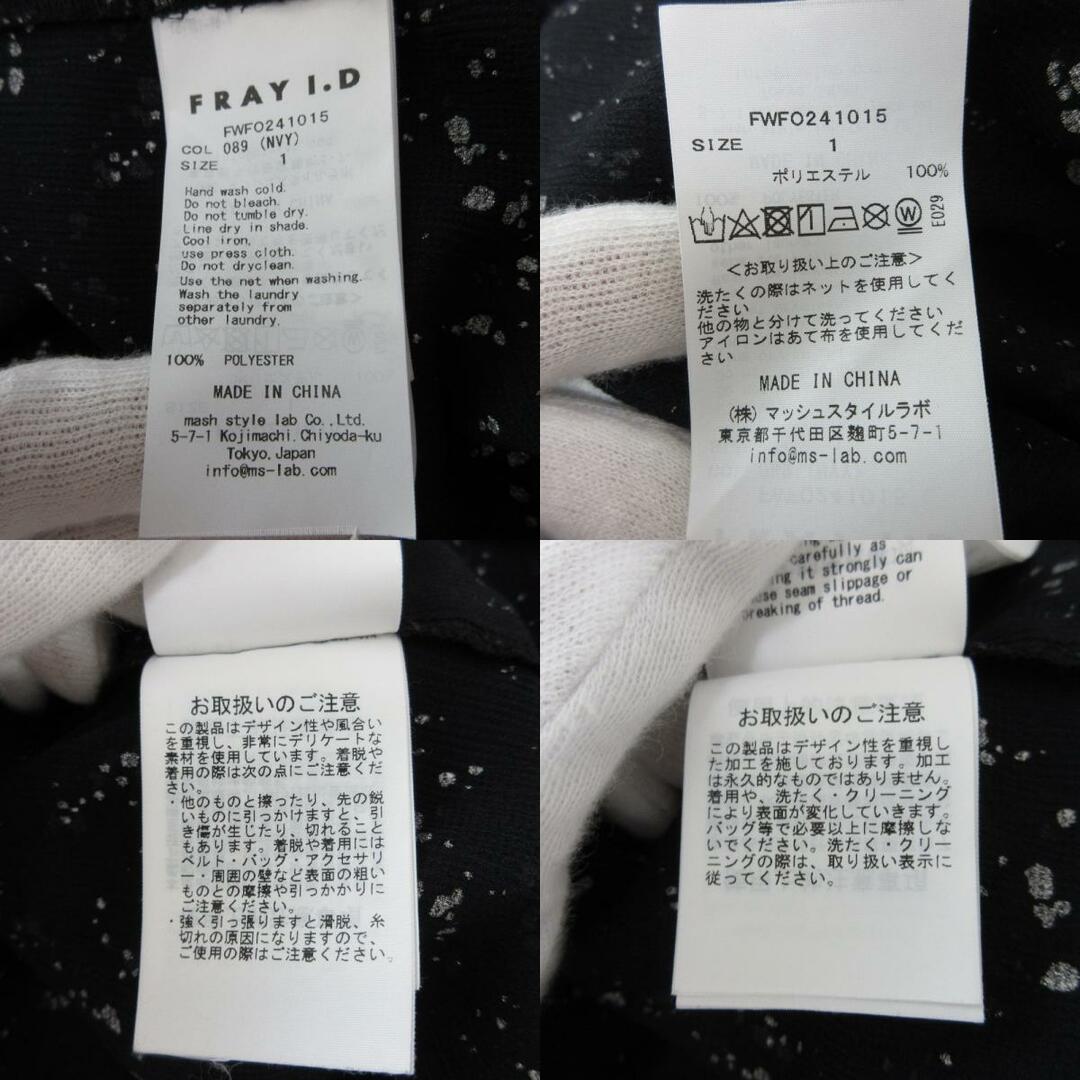 FRAY I.D
FWFO241015
COL 089 (NVY)
SIZE 1
Hand wash cold.
Do not bleach.
Do not tumble dry.
Line dry in shade.
Cool iron,
use press cloth.
Do not dryclean.
Use the net when washing.
Wash the laundry
separately from
other laundry.
100% POLYESTER
MADE IN CHINA
mash style lab Co.,Ltd.
5-7-1 Kojimachi,Chiyoda-ku
Tokyo,Japan
info@ms-lab.com
FWFO241015
SIZE 1
ポリエステル 100%
W
E029
<お取り扱い上のご注意>
洗たくの際はネットを使用してく
ださい
他の物と分けて洗ってください
アイロンはあて布を使用してくだ
さい
MADE IN CHINA
(株)マッシュスタイルラボ
東京都千代田区麹町5-7-1
info@ms-lab.com
お取扱いのご注意
この製品はデザイン性や風合い
を重視し、非常にデリケートな
素材を使用しています。着脱や
着用の際は次の点にご注意くだ
さい。
・他のものと擦ったり、先の鋭
いものに引っかけますと、引
き傷が生じたり、切れること
もあります。着脱や着用には
ベルト・バッグ・アクセサリ
ー・周囲の壁など表面の粗い
ものとの摩擦や引っかかりに
ご注意ください。
・強く引っ張りますと滑脱、糸
切れの原因になりますので、
ご使用の際はご注意ください。
carefully as
it strongly can
seam slippage or
breaking of thread.
お取扱いのご注意
この製品はデザイン性を重視し
た加工を施しております。加工
は永久的なものではありません。
着用や、洗たく・クリーニング
により表面が変化していきます。
バッグ等で必要以上に摩擦しな
いでください。洗たく・クリー
ニングの際は、取り扱い表示に
従ってください。